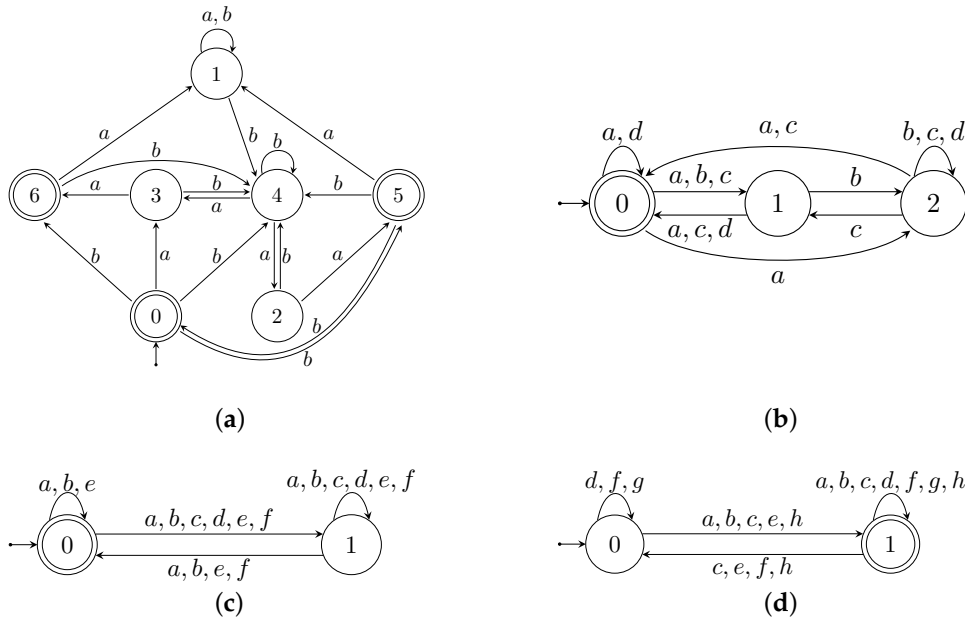 a, b
1
a
b
b
a
b
6
a
3
b
a
4
b
5
b
a
b
a
b
a
0
2
b
b
(a)
a, d
a, c
b, c, d
0
a, b, c
1
b
2
a, c, d
c
a
(b)
a, b, e
a, b, c, d, e, f
0
a, b, c, d, e, f
1
a, b, e, f
(c)
d, f, g
a, b, c, d, f, g, h
0
a, b, c, e, h
1
c, e, f, h
(d)